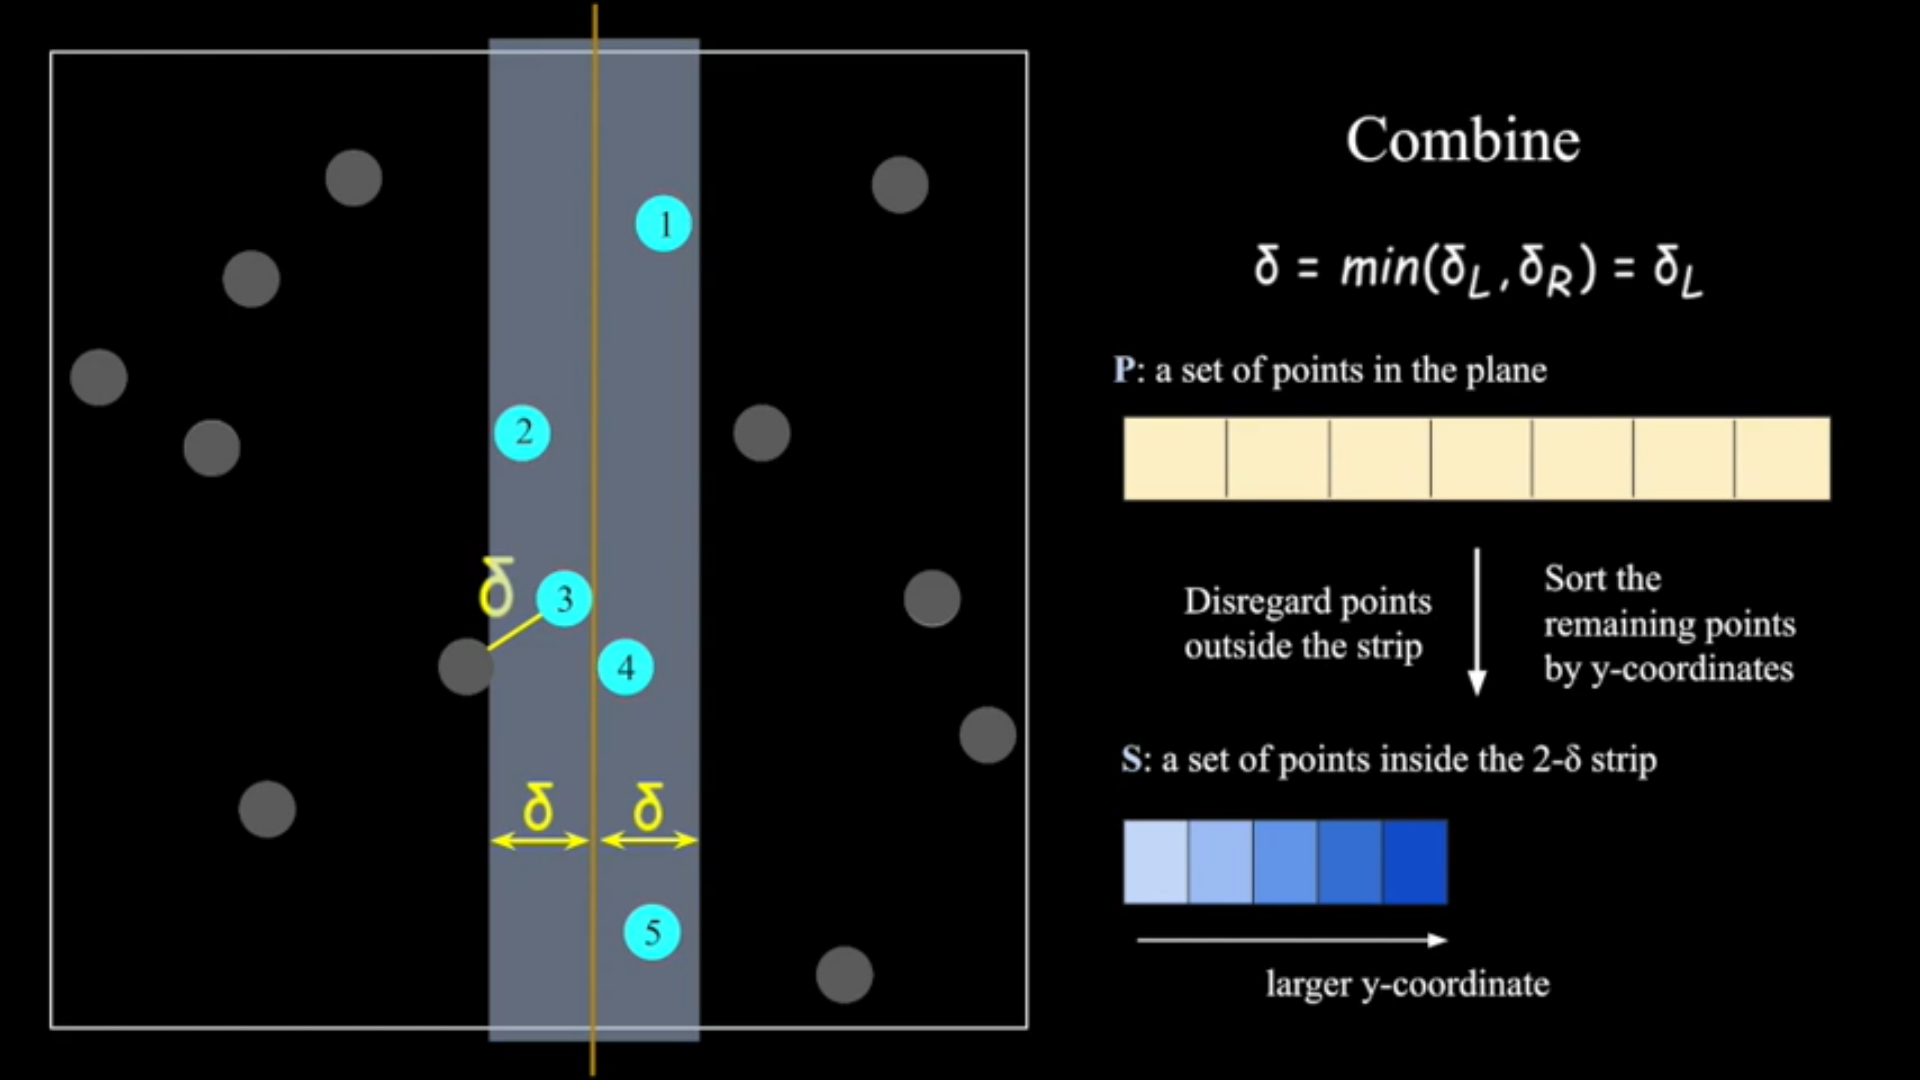 Combine
δ = min(δL, δR) = δL
P: a set of points in the plane
Disregard points
outside the strip
Sort the
remaining points
by y-coordinates
S: a set of points inside the 2-δ strip
larger y-coordinate
1
2
δ
3
4
δ δ
5